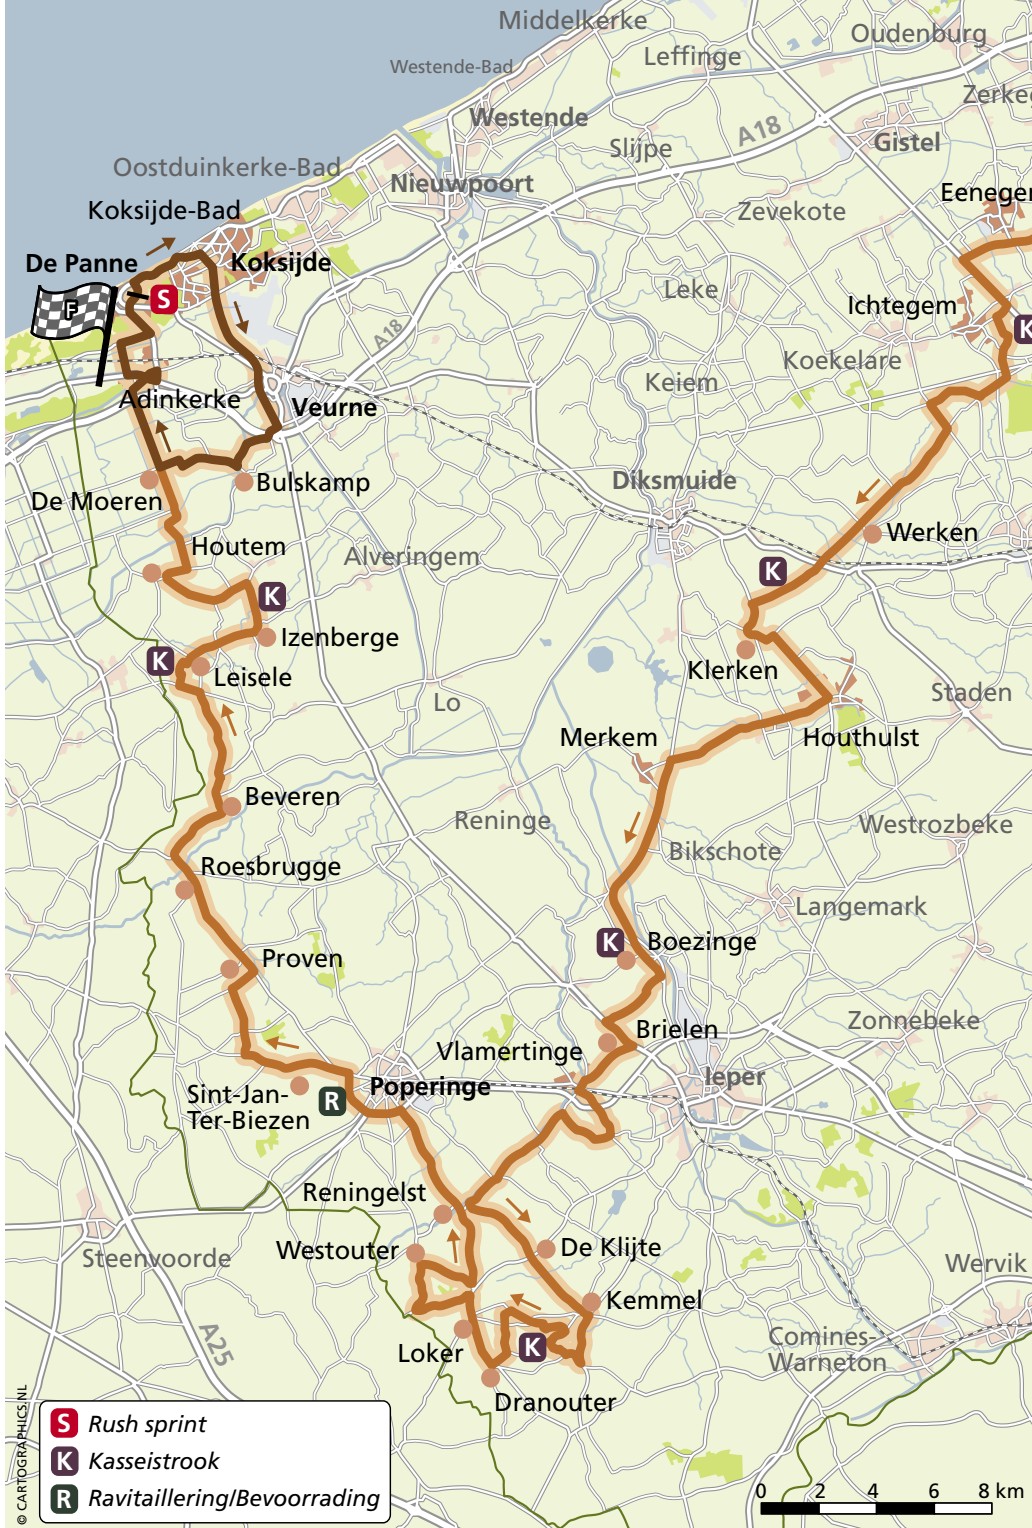 Middelkerke
Oudenburg
Leffinge
Westende-Bad
Westende
A18
Gistel
Slijpe
Oostduinkerke-Bad
Nieuwpoort
Koksijde-Bad
Zevekote
De Panne
Koksijde
F
S
Leke
Ichtegem
K
A18
Koekelare
Keiem
Adinkerke
Veurne
Diksmuide
De Moeren
Bulskamp
Werken
Houtem
Alveringem
K
K
Izenberge
K
Leisele
Klerken
Lo
Staden
Merkem
Houthulst
Beveren
Reninge
Westrozbeke
Bikschote
Roesbrugge
Langemark
K
Boezinge
Proven
Zonnebeke
Brielen
Vlamertinge
Ieper
Poperinge
Sint-Jan-
Ter-Biezen
R
Reningelst
Westouter
De Klijte
Steenvoorde
Wervik
Kemmel
A25
Comines-
Warneton
Loker
K
Dranouter
© CARTOGRAPHICS.NL
S Rush sprint
K Kasseistrook
R Ravitaillering/Bevoorrading
0 2 4 6 8 km